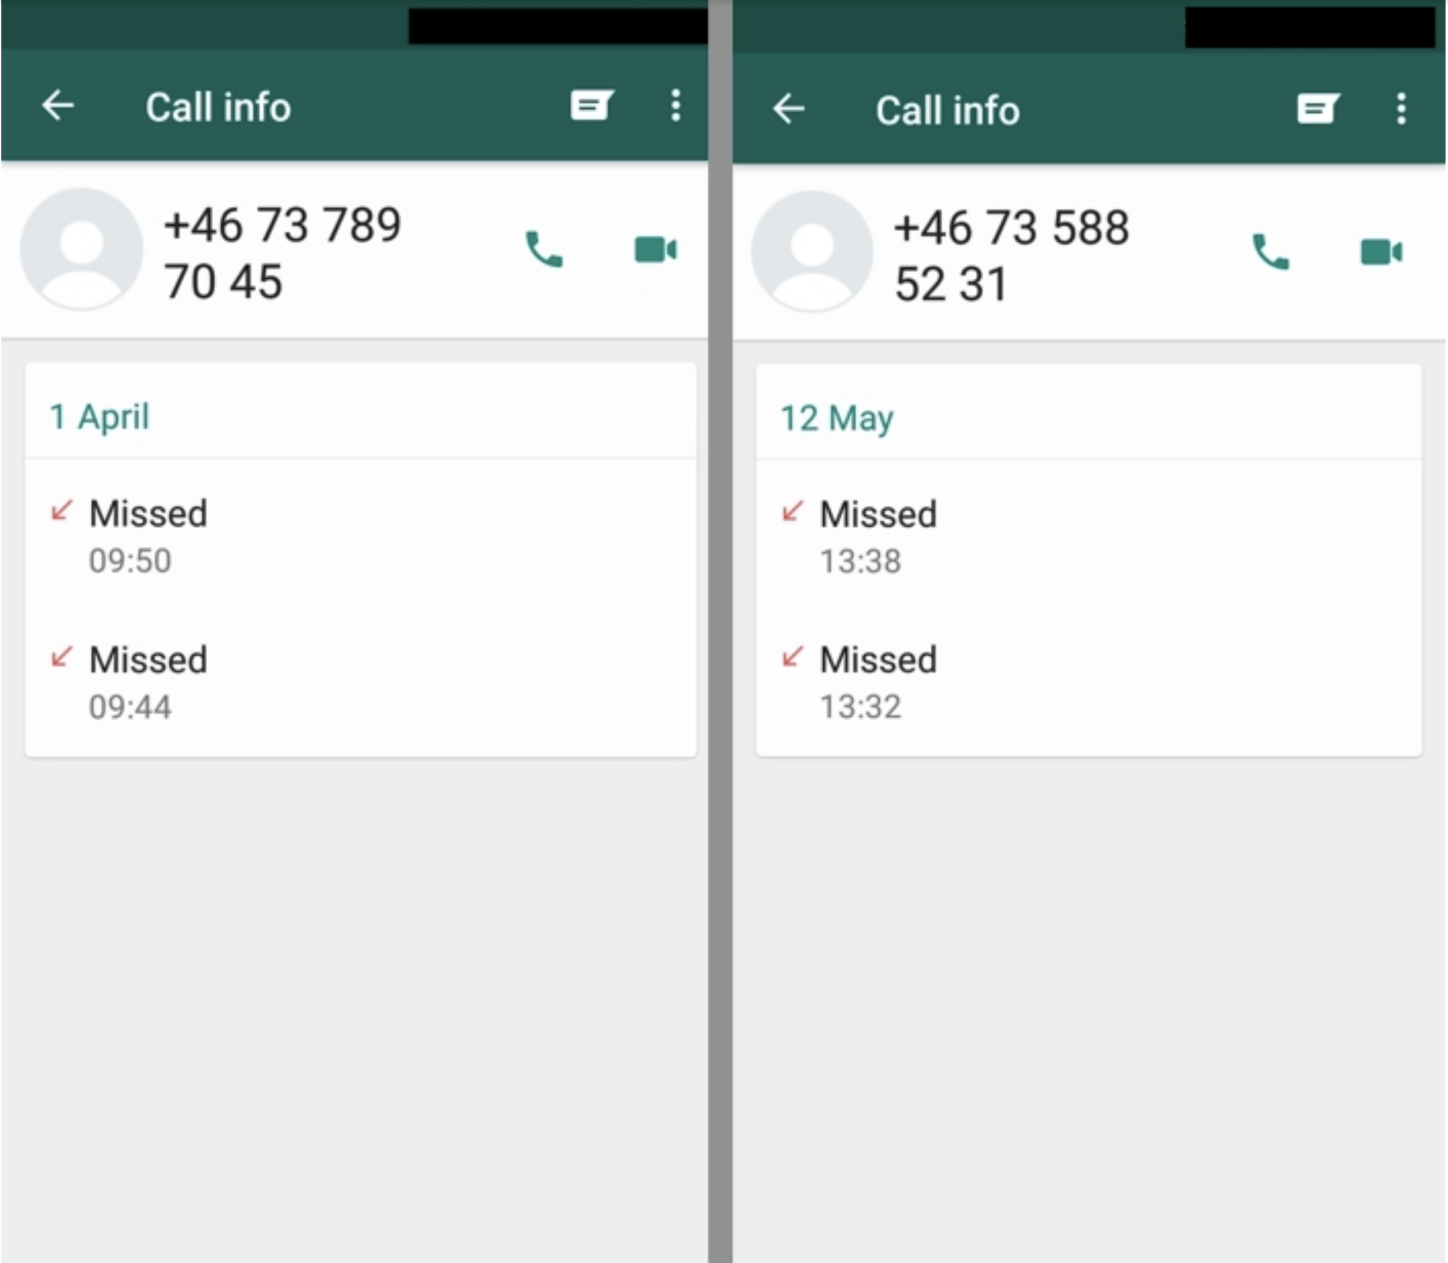 Call info
+46 73 789
70 45
1 April
Missed
09:50
Missed
09:44
Call info
+46 73 588
52 31
12 May
Missed
13:38
Missed
13:32